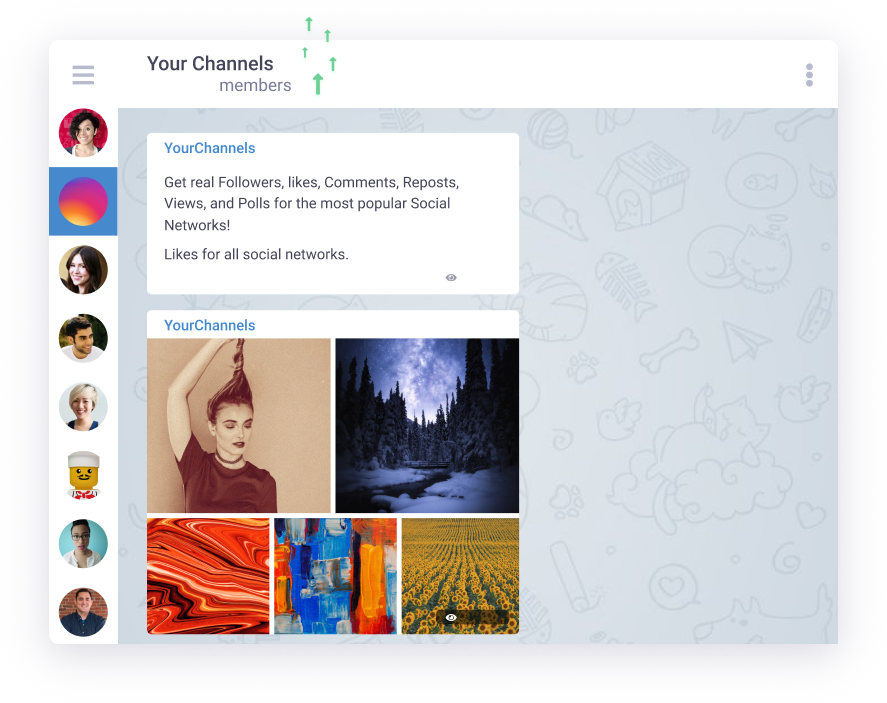 Your Channels
members
YourChannels
Get real Followers, likes, Comments, Reposts,
Views, and Polls for the most popular Social
Networks!
Likes for all social networks.
YourChannels